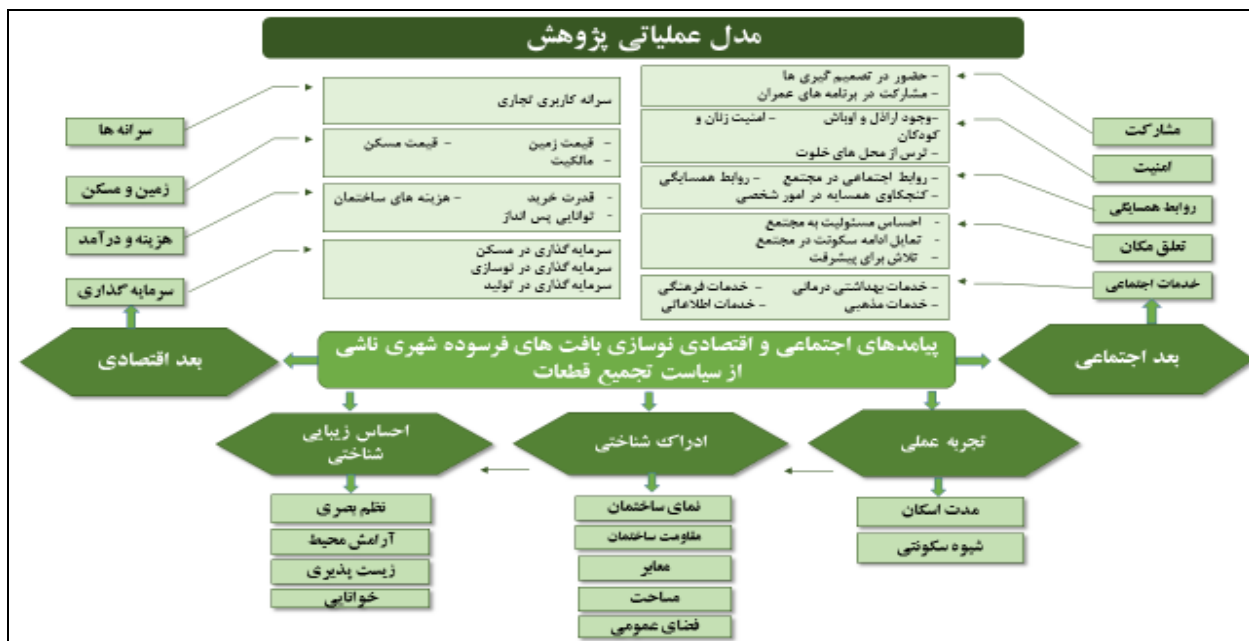 مدل عملیاتی پژوهش
- حضور در تصمیم گیری ها
- مشارکت در برنامه های عمران
مشارکت
-وجود اراذل و اوباش - امنیت زنان و
کودکان
- ترس از محل های خلوت
امنیت
- روابط اجتماعی در مجتمع - روابط همسایگی
- کنجکاوی همسایه در امور شخصی
روابط همسایگی
- احساس مسئولیت به مجتمع
- تمایل ادامه سکونت در مجتمع
- تلاش برای پیشرفت
تعلق مکان
- خدمات بهداشتی درمانی - خدمات فرهنگی
- خدمات مذهبی - خدمات اطلاعاتی
خدمات اجتماعی
سرانه کاربری تجاری
سرانه ها
- قیمت زمین - قیمت مسکن
- مالکیت
زمین و مسکن
- قدرت خرید - هزینه های ساختمان
- توانایی پس انداز
هزینه و درآمد
سرمایه گذاری در مسکن
سرمایه گذاری در نوسازی
سرمایه گذاری در تولید
سرمایه گذاری
بعد اجتماعی
پیامدهای اجتماعی و اقتصادی نوسازی بافت های فرسوده شهری ناشی
از سیاست تجمیع قطعات
بعد اقتصادی
تجربه عملی
مدت اسکان
شیوه سکونتی
ادراک شناختی
نمای ساختمان
مقاومت ساختمان
معابر
مساحت
فضای عمومی
احساس زیبایی
شناختی
نظم بصری
آرامش محیط
زیست پذیری
خوانایی